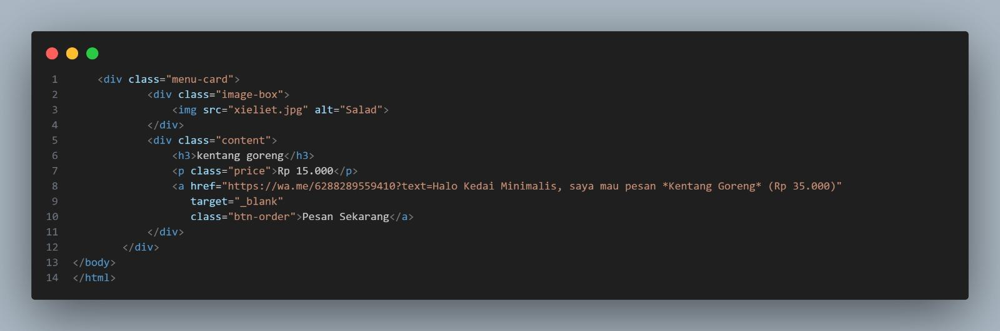 1 <div class="menu-card">
2 <div class="image-box">
3 <img src="xieliet.jpg" alt="Salad">
4 </div>
5 <div class="content">
6 <h3>kentang goreng</h3>
7 <p class="price">Rp 15.000</p>
8 <a href="https://wa.me/6288289559410?text=Halo Kedai Minimalis, saya mau pesan *Kentang Goreng* (Rp 35.000)"
9 target="_blank"
10 class="btn-order">Pesan Sekarang</a>
11 </div>
12 </div>
13 </body>
14 </html>